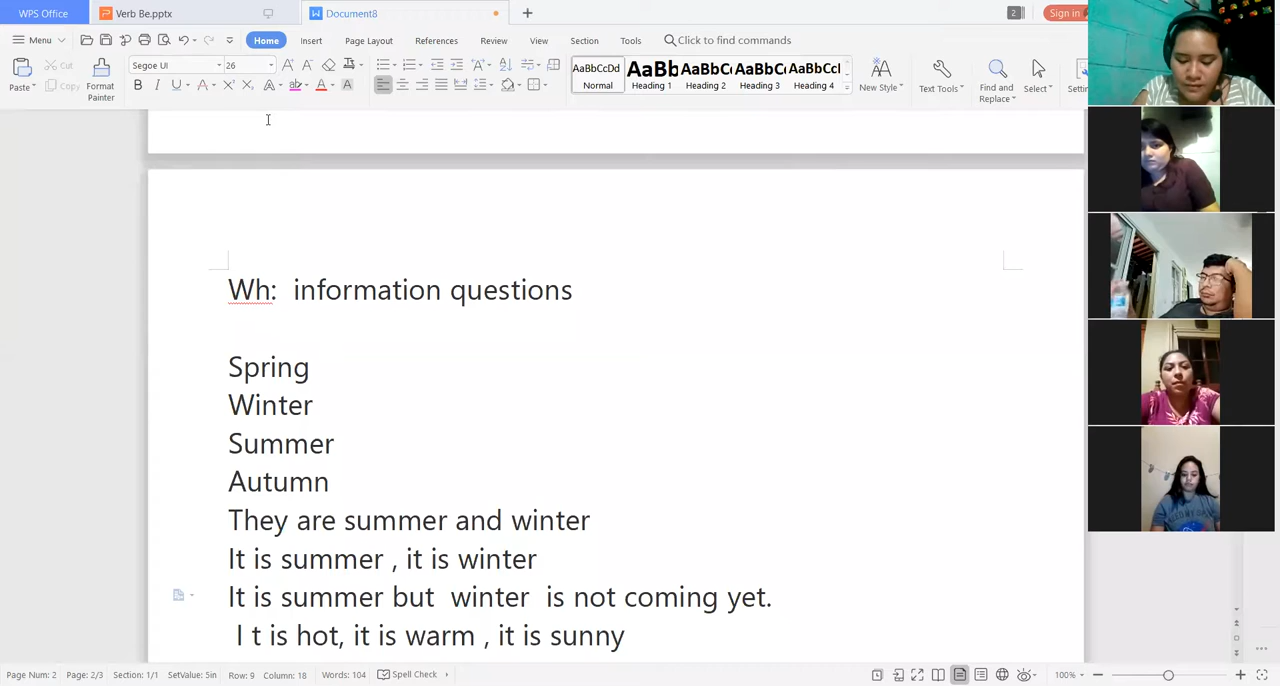 WPS Office Verb Be.pptx Document8 2 Sign in
Menu Home Insert Page Layout References Review View Section Tools Click to find commands
Paste Cut Copy Format Painter Segoe UI 26 AaBbCcDd Normal AaBb Heading 1 AaBbC Heading 2 AaBbC Heading 3 AaBbCcl Heading 4 New Style Text Tools Find and Replace Select
Wh: information questions
Spring
Winter
Summer
Autumn
They are summer and winter
It is summer , it is winter
It is summer but winter is not coming yet.
I t is hot, it is warm , it is sunny
Page Num: 2 Page: 2/3 Section: 1/1 SetValue: 5in Row: 9 Column: 18 Words: 104 Spell Check 100%